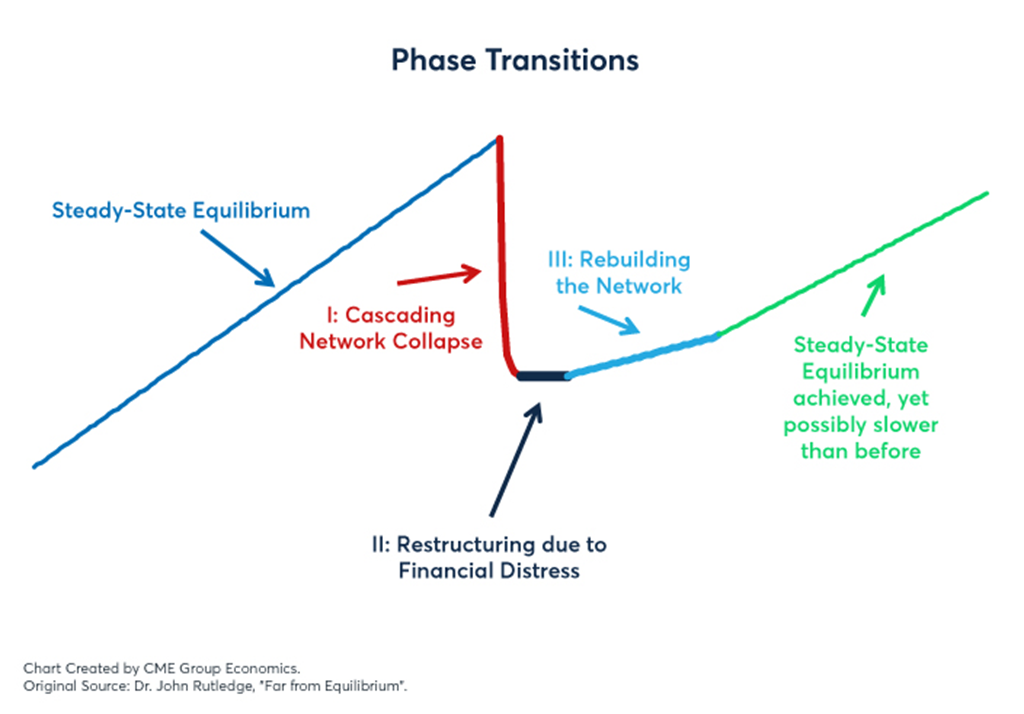 Phase Transitions
Steady-State Equilibrium
I: Cascading
Network Collapse
III: Rebuilding
the Network
Steady-State
Equilibrium
achieved, yet
possibly slower
than before
II: Restructuring due to
Financial Distress
Chart Created by CME Group Economics.
Original Source: Dr. John Rutledge, "Far from Equilibrium".